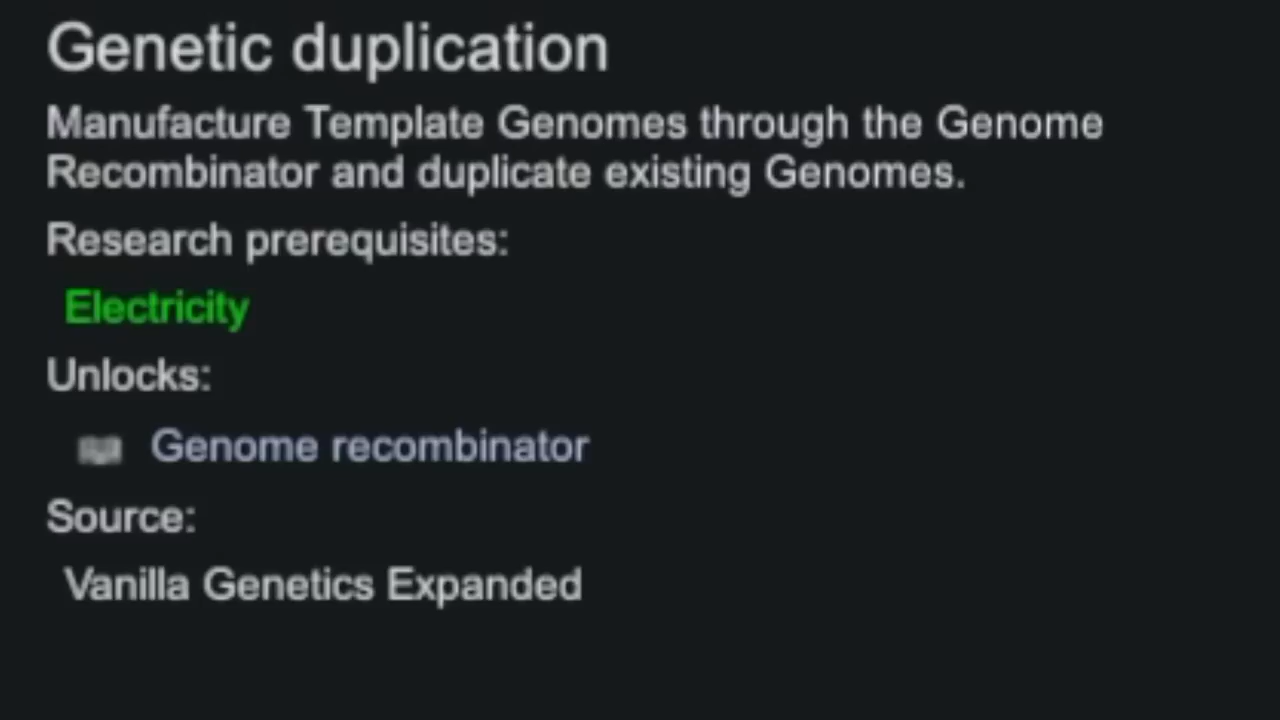 Genetic duplication
Manufacture Template Genomes through the Genome
Recombinator and duplicate existing Genomes.
Research prerequisites:
Electricity
Unlocks:
Genome recombinator
Source:
Vanilla Genetics Expanded